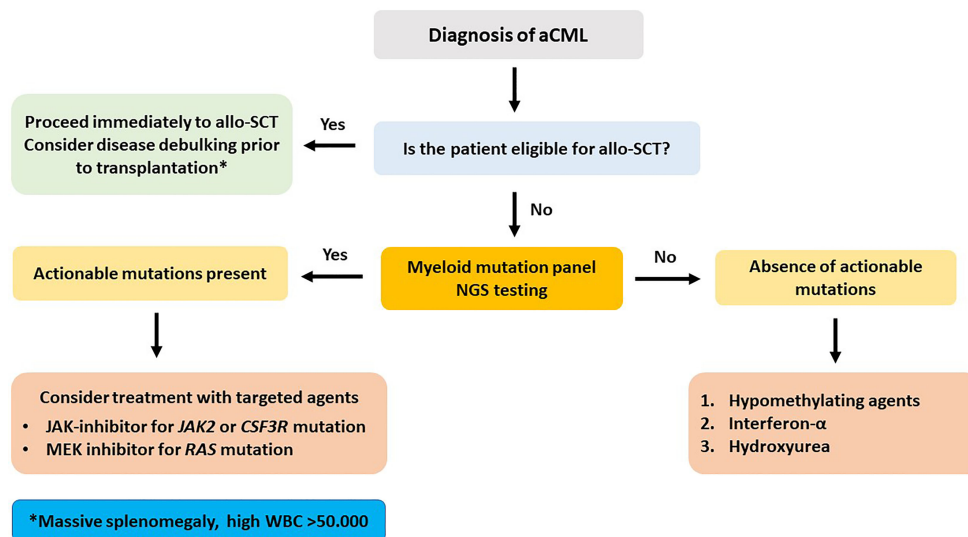 Diagnosis of aCML
Yes
Proceed immediately to allo-SCT
Consider disease debulking prior
to transplantation*
Is the patient eligible for allo-SCT?
No
Yes
Actionable mutations present
Myeloid mutation panel
NGS testing
No
Absence of actionable
mutations
Consider treatment with targeted agents
• JAK-inhibitor for JAK2 or CSF3R mutation
• MEK inhibitor for RAS mutation
1. Hypomethylating agents
2. Interferon-α
3. Hydroxyurea
*Massive splenomegaly, high WBC >50.000